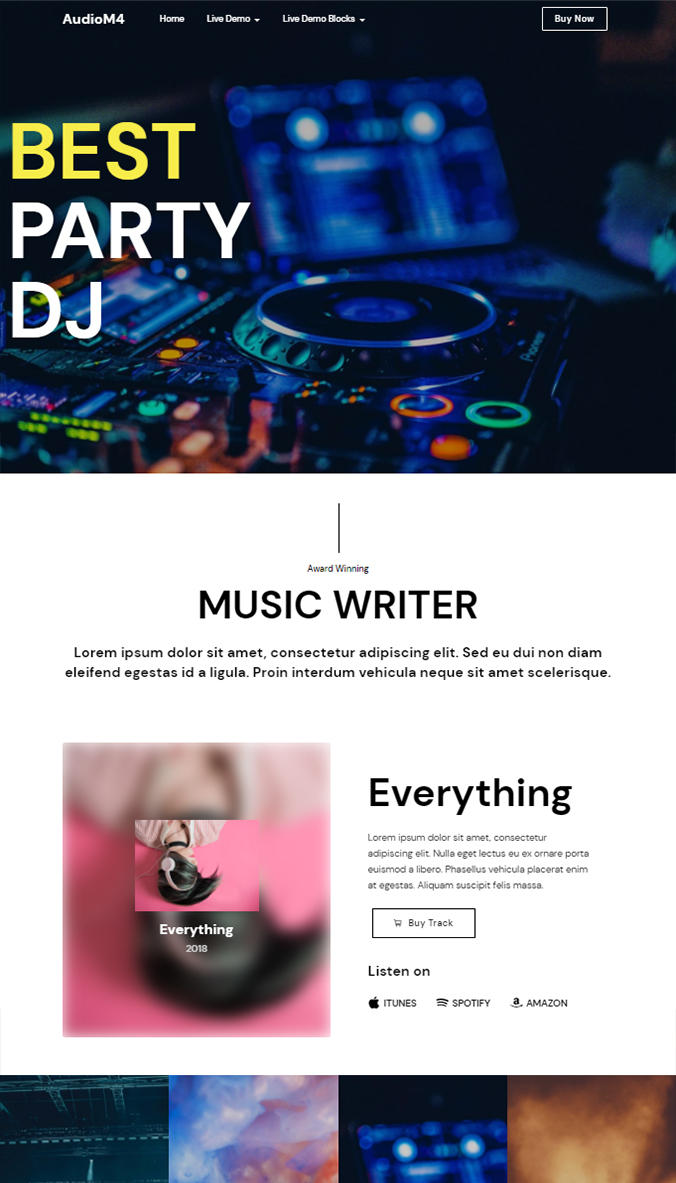 AudioM4
Home
Live Demo
Live Demo Blocks
Buy Now
BEST
PARTY
DJ
Pioneer
Award Winning
MUSIC WRITER
Lorem ipsum dolor sit amet, consectetur adipiscing elit. Sed eu dui non diam
eleifend egestas id a ligula. Proin interdum vehicula neque sit amet scelerisque.
Everything
2018
Everything
Lorem ipsum dolor sit amet, consectetur
adipiscing elit. Nulla eget lectus eu ex ornare porta
euismod a libero. Phasellus vehicula placerat enim
at egestas. Aliquam suscipit felis massa.
Buy Track
Listen on
ITUNES
SPOTIFY
AMAZON